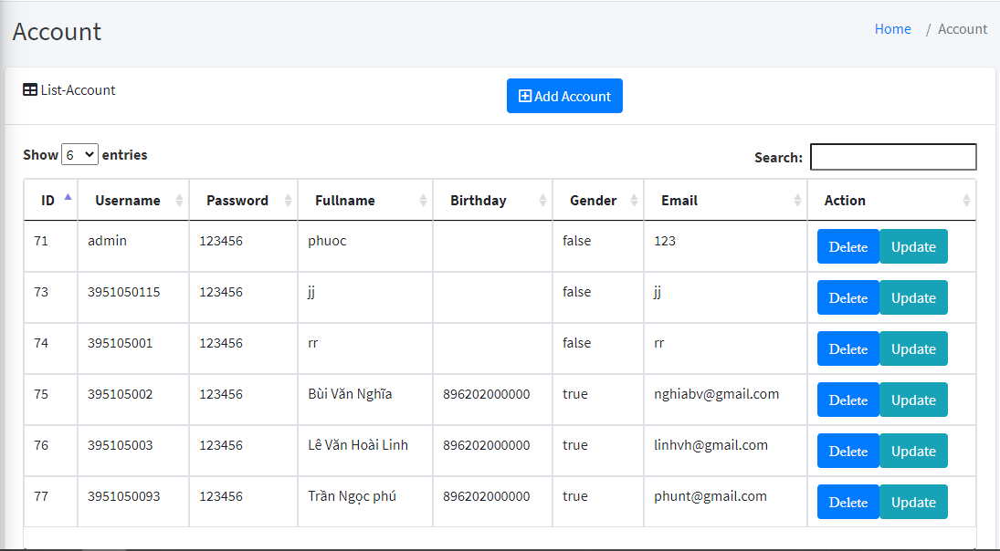 Account
Home / Account
List-Account
Add Account
Show 6 entries
Search:
ID Username Password Fullname Birthday Gender Email Action
71 admin 123456 phuoc false 123 Delete Update
73 3951050115 123456 jj false jj Delete Update
74 395105001 123456 rr false rr Delete Update
75 395105002 123456 Bùi Văn Nghĩa 896202000000 true nghiabv@gmail.com Delete Update
76 395105003 123456 Lê Văn Hoài Linh 896202000000 true linhvh@gmail.com Delete Update
77 3951050093 123456 Trần Ngọc phú 896202000000 true phunt@gmail.com Delete Update